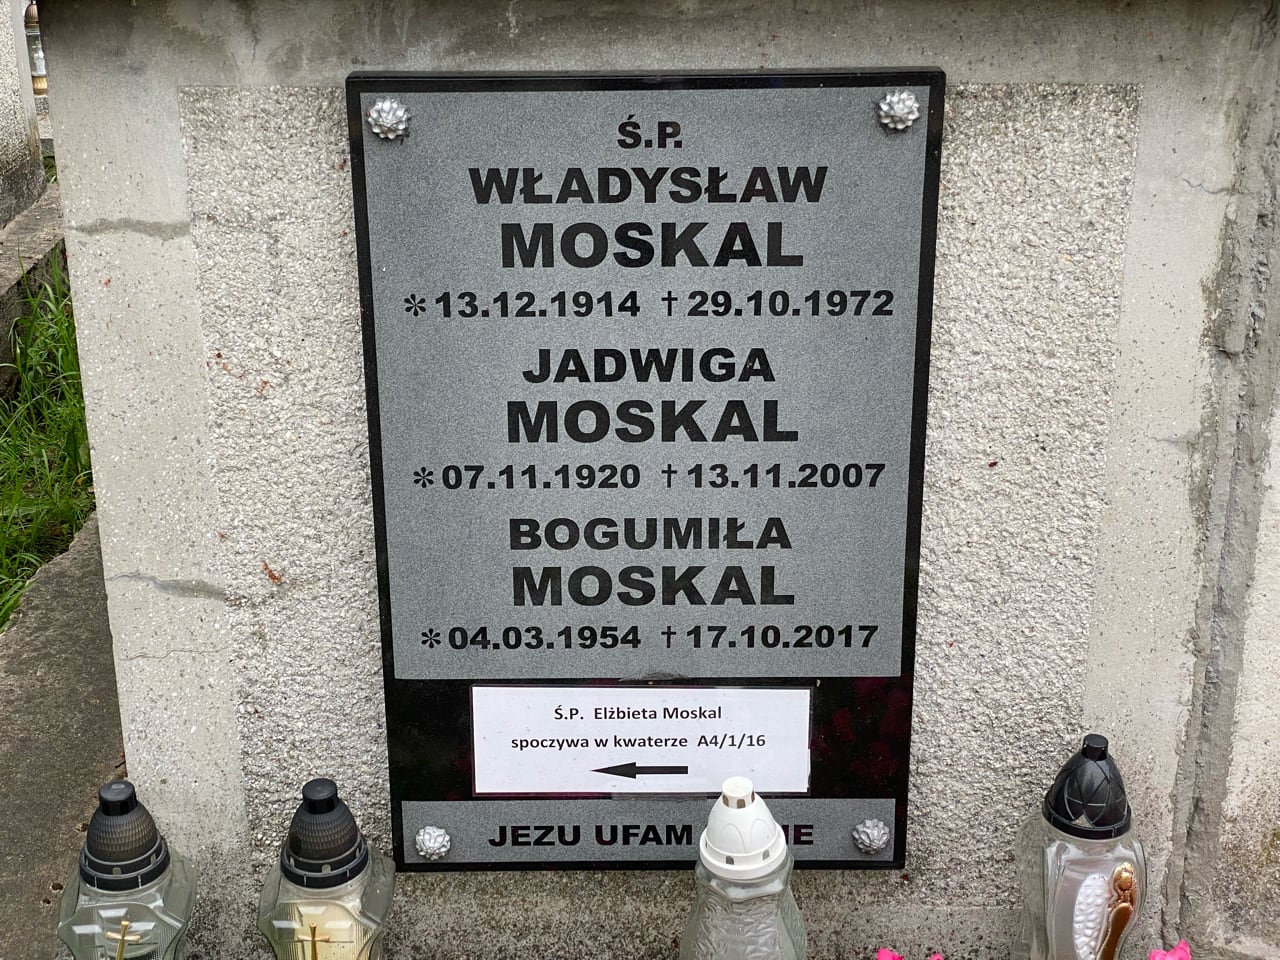 Ś.P.
WŁADYSŁAW
MOSKAL
* 13.12.1914 † 29.10.1972
JADWIGA
MOSKAL
* 07.11.1920 † 13.11.2007
BOGUMIŁA
MOSKAL
* 04.03.1954 † 17.10.2017
Ś.P. Elżbieta Moskal
spoczywa w kwaterze A4/1/16
JEZU UFAM